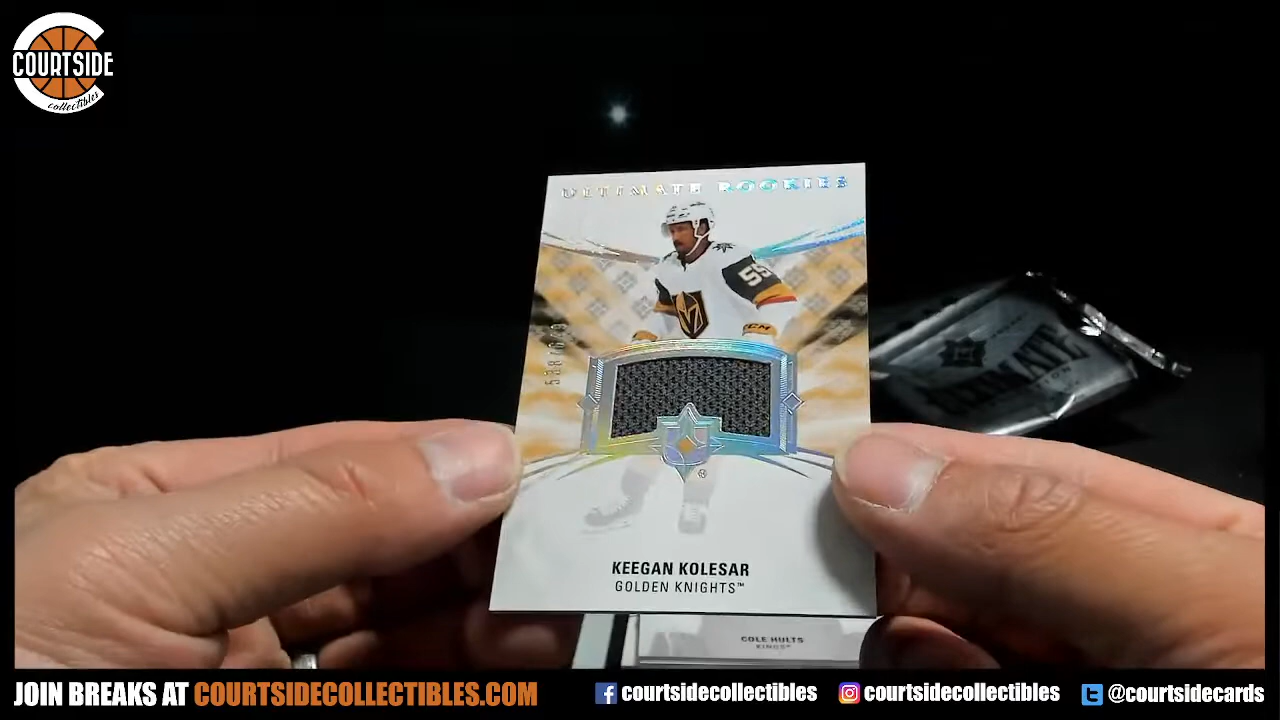 COURTSIDE
collectibles
ULTIMATE ROOKIES
55
CCM
KEEGAN KOLESAR
GOLDEN KNIGHTS™
COLE HULTS
KINGS
JOIN BREAKS AT COURTSIDECOLLECTIBLES.COM
courtsidecollectibles
courtsidecollectibles
@courtsidecards